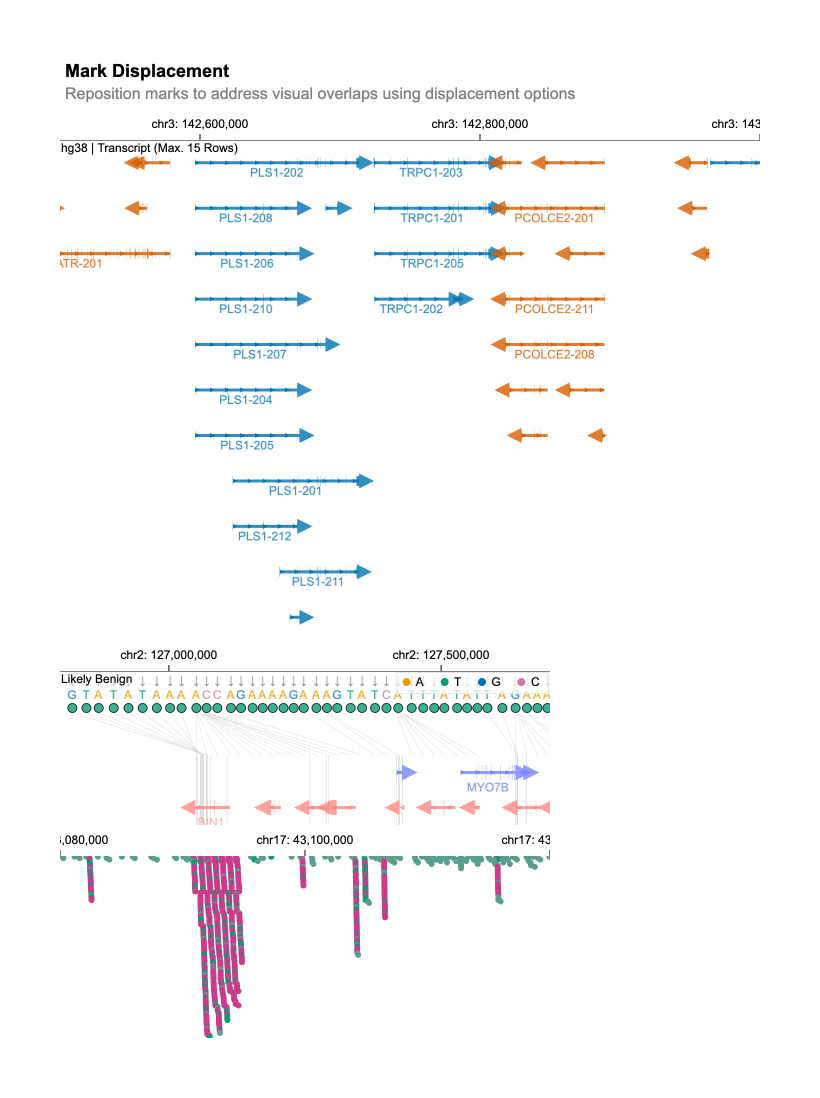 Mark Displacement
Reposition marks to address visual overlaps using displacement options
chr3: 142,600,000 chr3: 142,800,000 chr3: 143
hg38 | Transcript (Max. 15 Rows)
PLS1-202 TRPC1-203
PLS1-208 TRPC1-201 PCOLCE2-201
ATR-201 PLS1-206 TRPC1-205
PLS1-210 TRPC1-202 PCOLCE2-211
PLS1-207 PCOLCE2-208
PLS1-204
PLS1-205
PLS1-201
PLS1-212
PLS1-211
chr2: 127,000,000 chr2: 127,500,000
Likely Benign A T G C
G T A T A T A A A A C C A G A A A A G A A A G T A T C A T T T A T A T T A G A A A
MYO7B
BIN1
,080,000 chr17: 43,100,000 chr17: 43